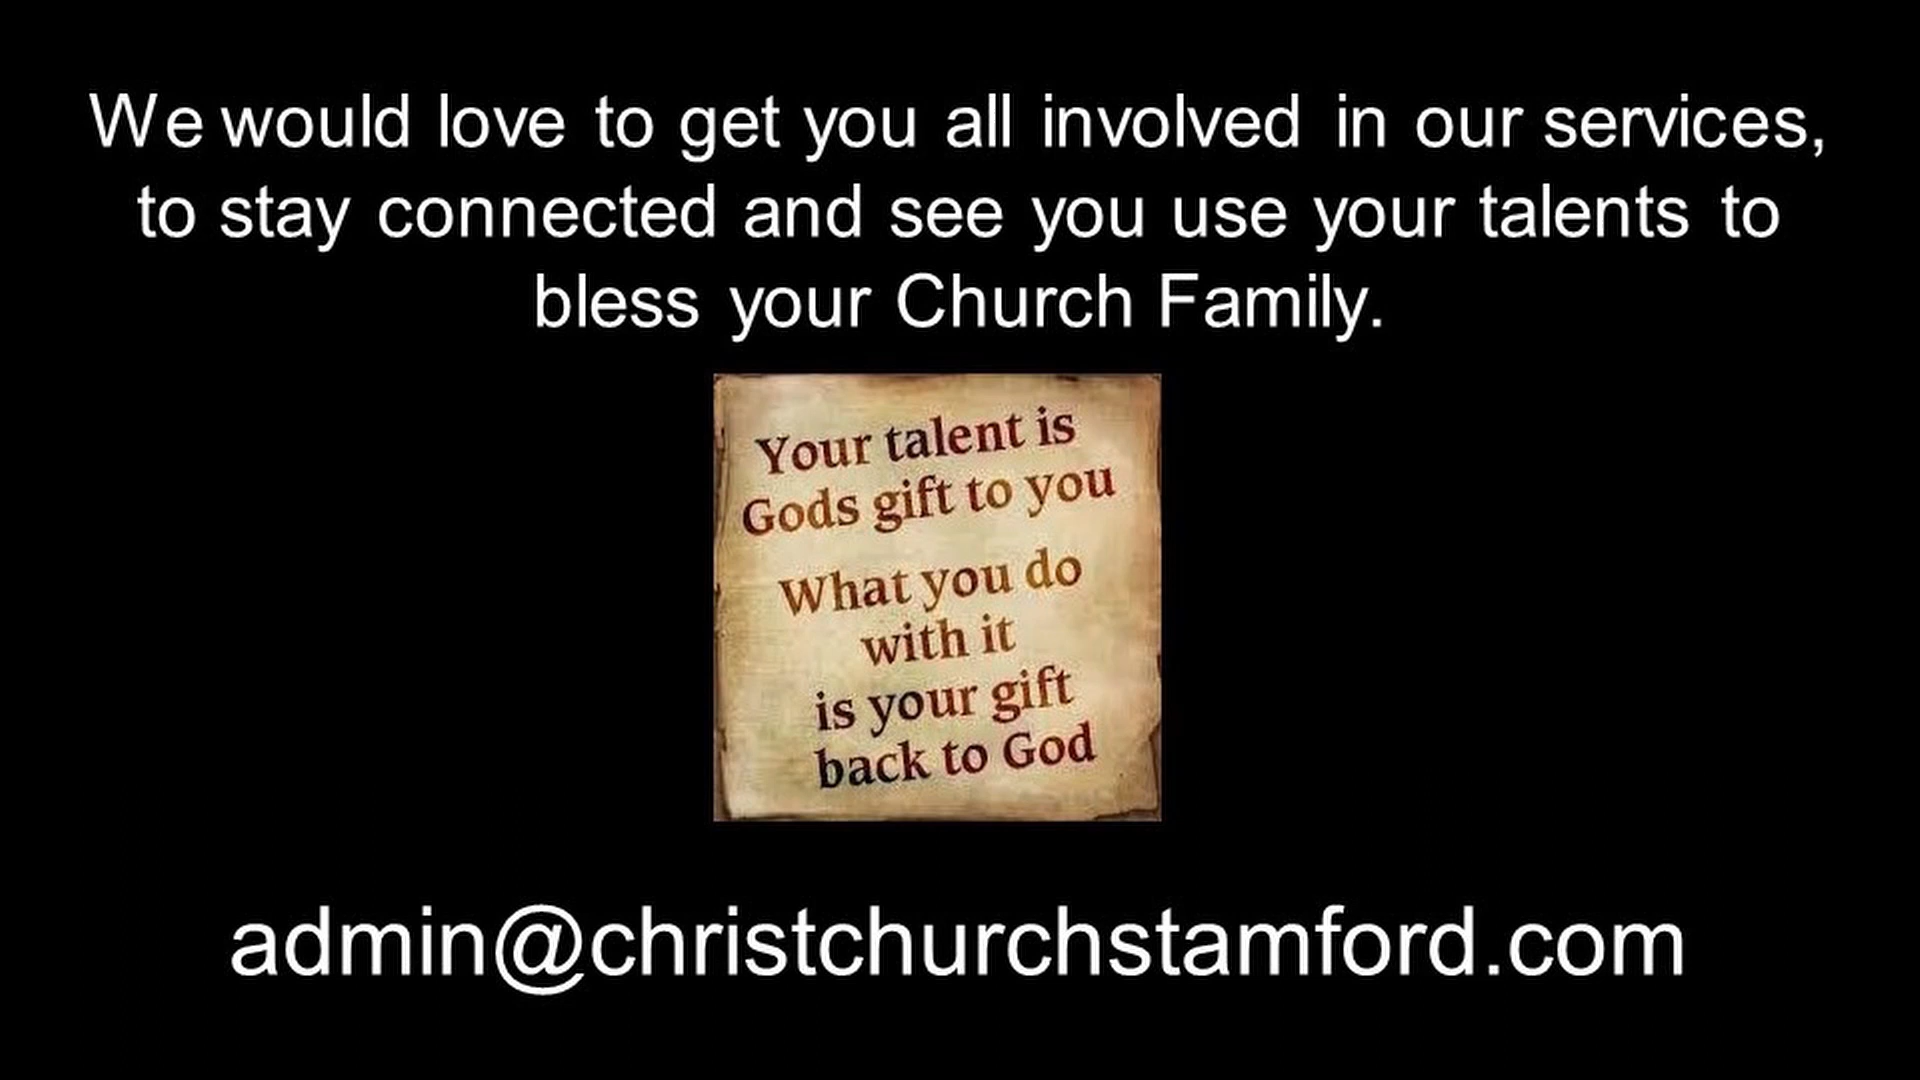 We would love to get you all involved in our services,
to stay connected and see you use your talents to
bless your Church Family.
Your talent is
Gods gift to you
What you do
with it
is your gift
back to God
admin@christchurchstamford.com